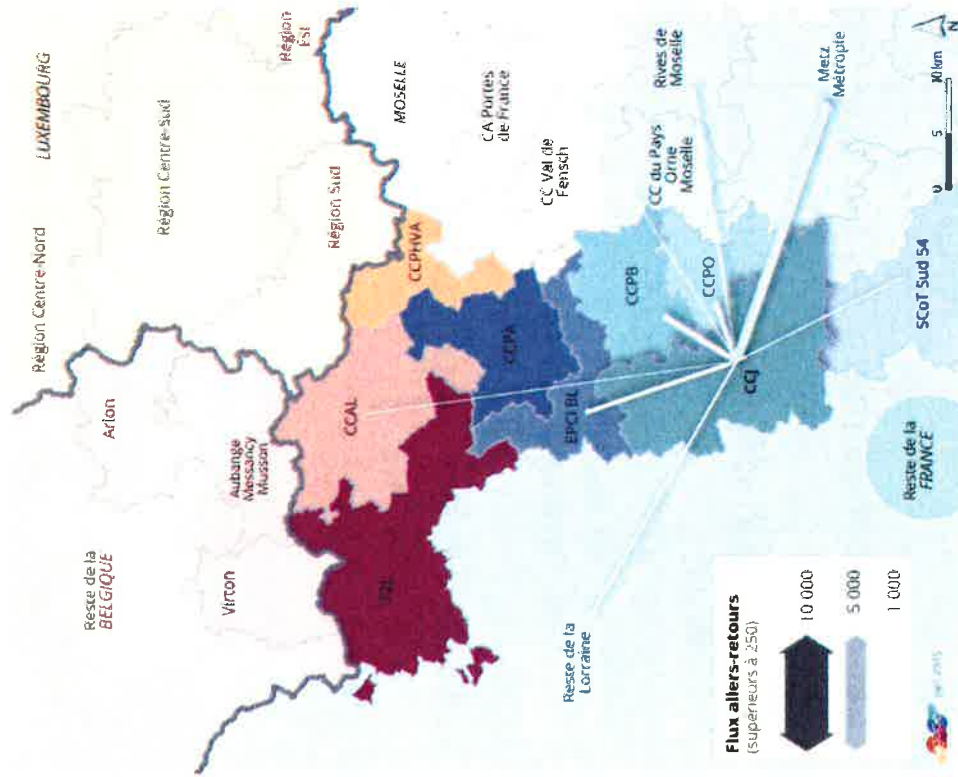 LUXEMBOURG
Région Centre-Nord
Région Centre-Sud
Région
Est
Région Sud
Arlon
Reste de la
BELGIQUE
Virton
Aubange
Messancy
Musson
MOSELLE
CA Portes
de France
CC Val de
Fensch
CC du Pays
Orne
Moselle
Rives de
Moselle
Metz
Métropole
CCPHVA
CCAL
T2L
CCPA
EPCI BL
CCPB
CCPO
CCJ
SCoT Sud 54
Reste de la
Lorraine
Reste de la
FRANCE
Flux allers-retours
(supérieurs à 250)
10 000
5 000
1 000
0 5 10 km
N